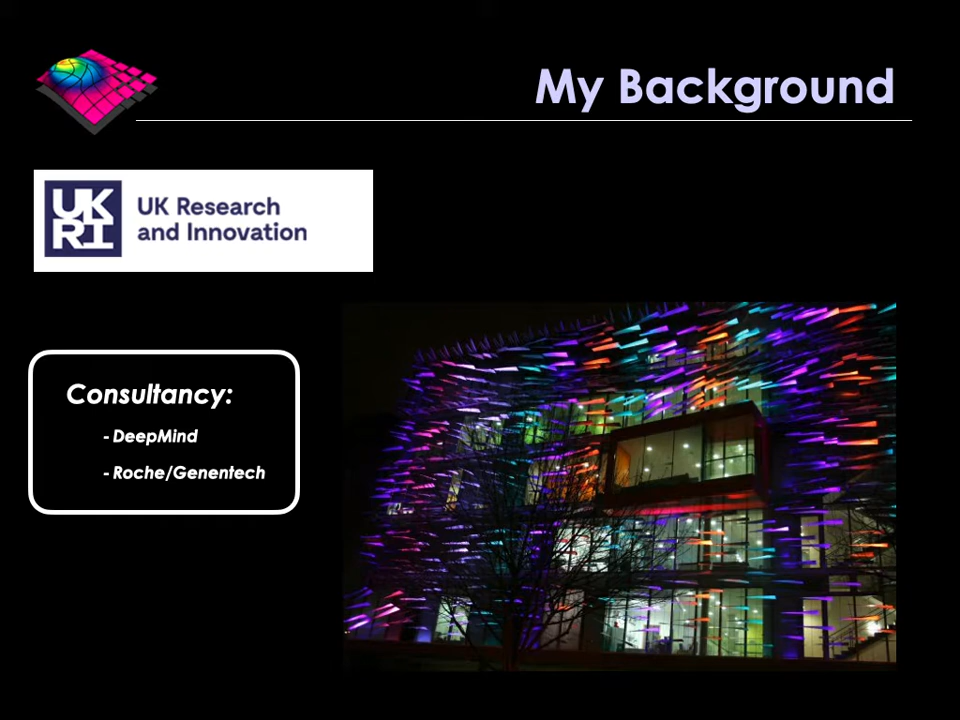 My Background
UKRI
UK Research
and Innovation
Consultancy:
- DeepMind
- Roche/Genentech